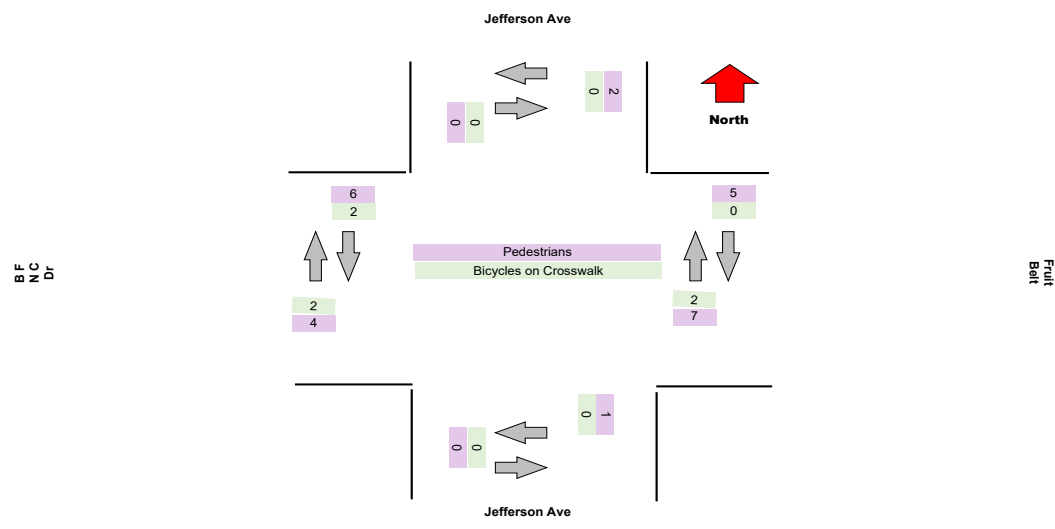 Jefferson Ave
0 2
North
0 0
6
2
5
0
Pedestrians
Bicycles on Crosswalk
B F
N C
Dr
Fruit
Belt
2
4
2
7
0 1
0 0
Jefferson Ave